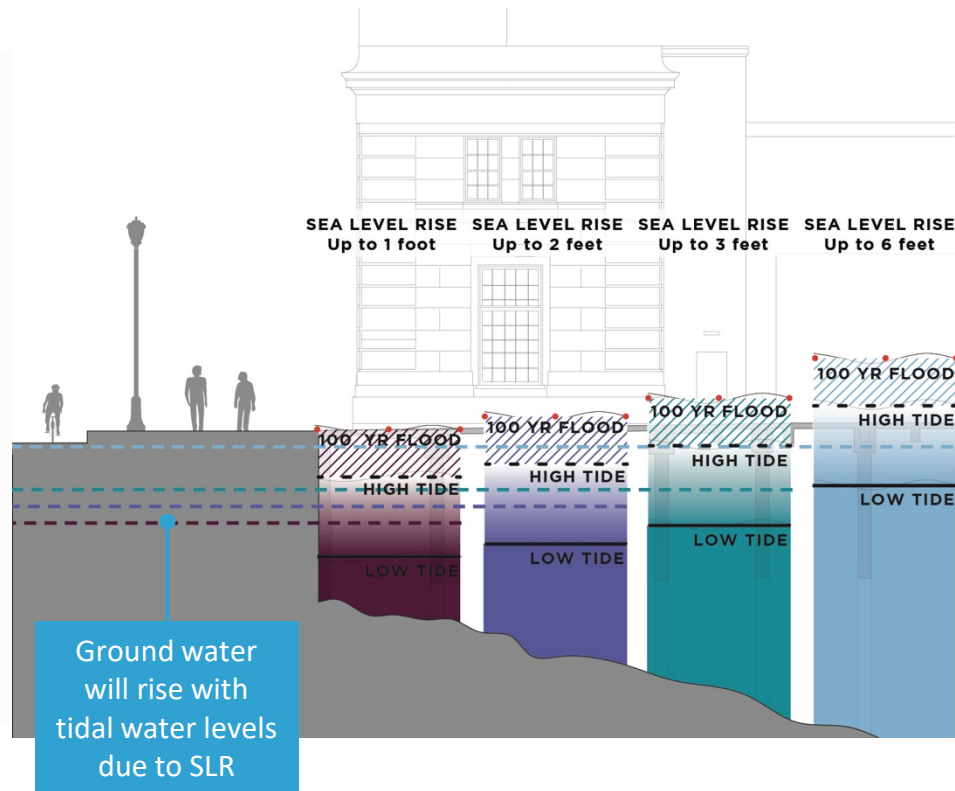 SEA LEVEL RISE
Up to 1 foot
SEA LEVEL RISE
Up to 2 feet
SEA LEVEL RISE
Up to 3 feet
SEA LEVEL RISE
Up to 6 feet
100 YR FLOOD
HIGH TIDE
LOW TIDE
100 YR FLOOD
HIGH TIDE
LOW TIDE
100 YR FLOOD
HIGH TIDE
LOW TIDE
100 YR FLOOD
HIGH TIDE
LOW TIDE
Ground water
will rise with
tidal water levels
due to SLR